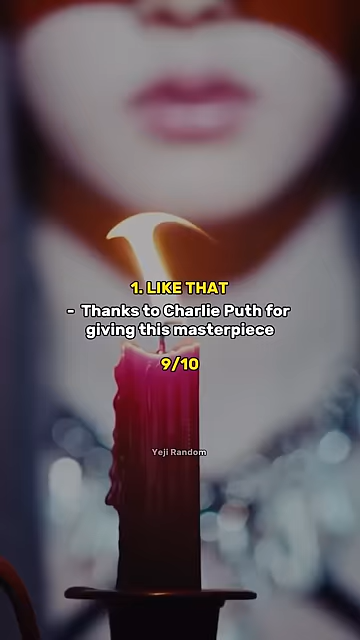 1. LIKE THAT
- Thanks to Charlie Puth for
giving this masterpiece
9/10
Yeji Random